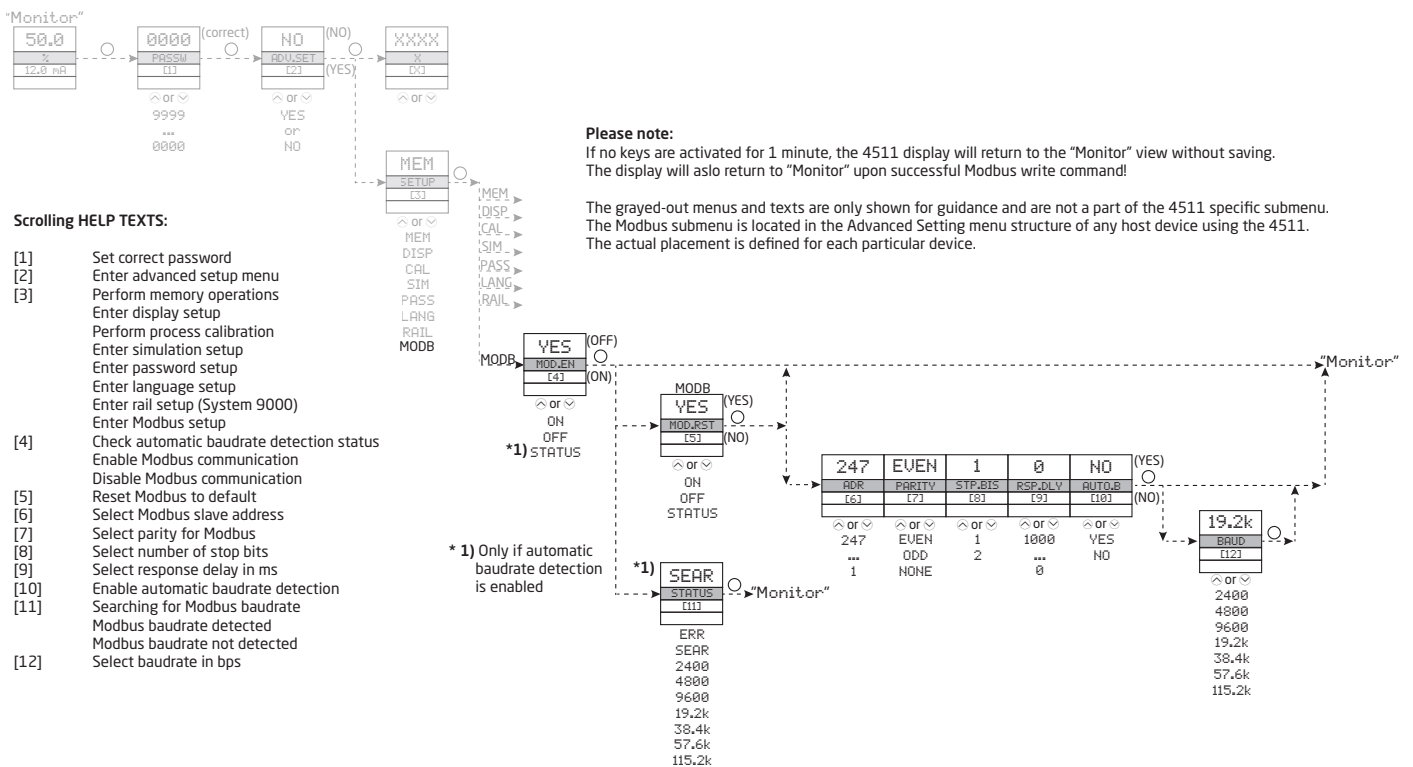 "Monitor"
50.0
%
12.0 mA
0000
PASSW
[1]
(correct)
9999
...
0000
NO
ADV.SET
[2]
(NO)
(YES)
or
YES
or
NO
XXXX
X
[X]
or
or
MEM
SETUP
[3]
or
MEM
DISP
CAL
SIM
PASS
LANG
RAIL
MODB
MEM
DISP
CAL
SIM
PASS
LANG
RAIL
MODB
Please note:
If no keys are activated for 1 minute, the 4511 display will return to the "Monitor" view without saving.
The display will aslo return to "Monitor" upon successful Modbus write command!
The grayed-out menus and texts are only shown for guidance and are not a part of the 4511 specific submenu.
The Modbus submenu is located in the Advanced Setting menu structure of any host device using the 4511.
The actual placement is defined for each particular device.
Scrolling HELP TEXTS:
[1] Set correct password
[2] Enter advanced setup menu
[3] Perform memory operations
Enter display setup
Perform process calibration
Enter simulation setup
Enter password setup
Enter language setup
Enter rail setup (System 9000)
Enter Modbus setup
[4] Check automatic baudrate detection status
Enable Modbus communication
Disable Modbus communication
[5] Reset Modbus to default
[6] Select Modbus slave address
[7] Select parity for Modbus
[8] Select number of stop bits
[9] Select response delay in ms
[10] Enable automatic baudrate detection
[11] Searching for Modbus baudrate
Modbus baudrate detected
Modbus baudrate not detected
[12] Select baudrate in bps
YES
MOD.EN
[4]
(OFF)
(ON)
or
ON
OFF
*1) STATUS
"Monitor"
MODB
YES
MOD.RST
[5]
(YES)
(NO)
or
ON
OFF
STATUS
247
ADR
[6]
or
247
...
1
EVEN
PARITY
[7]
or
EVEN
ODD
NONE
1
STP.BIS
[8]
or
1
2
0
RSP.DLY
[9]
or
1000
...
0
NO
AUTO.B
[10]
(YES)
(NO)
or
YES
NO
19.2k
BAUD
[12]
or
2400
4800
9600
19.2k
38.4k
57.6k
115.2k
* 1) Only if automatic
baudrate detection
is enabled
*1)
SEAR
STATUS
[11]
"Monitor"
ERR
SEAR
2400
4800
9600
19.2k
38.4k
57.6k
115.2k